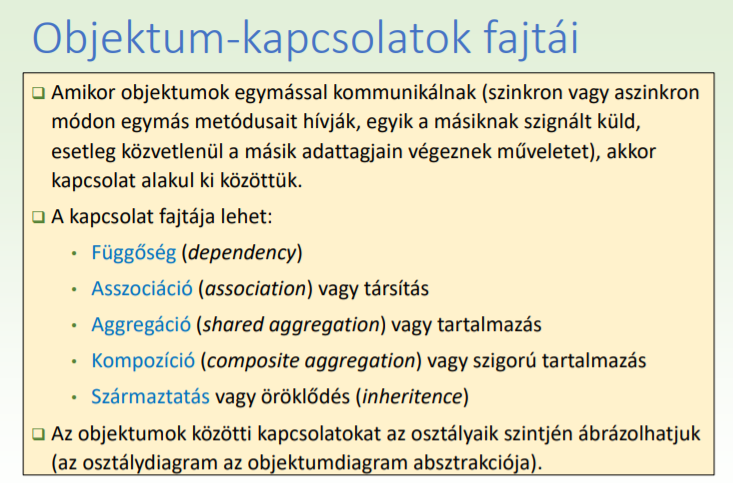 Objektum-kapcsolatok fajtái
❑ Amikor objektumok egymással kommunikálnak (szinkron vagy aszinkron
módon egymás metódusait hívják, egyik a másiknak szignált küld,
esetleg közvetlenül a másik adattagjain végeznek műveletet), akkor
kapcsolat alakul ki közöttük.
❑ A kapcsolat fajtája lehet:
• Függőség (dependency)
• Asszociáció (association) vagy társítás
• Aggregáció (shared aggregation) vagy tartalmazás
• Kompozíció (composite aggregation) vagy szigorú tartalmazás
• Származtatás vagy öröklődés (inheritence)
❑ Az objektumok közötti kapcsolatokat az osztályaik szintjén ábrázolhatjuk
(az osztálydiagram az objektumdiagram absztrakciója).